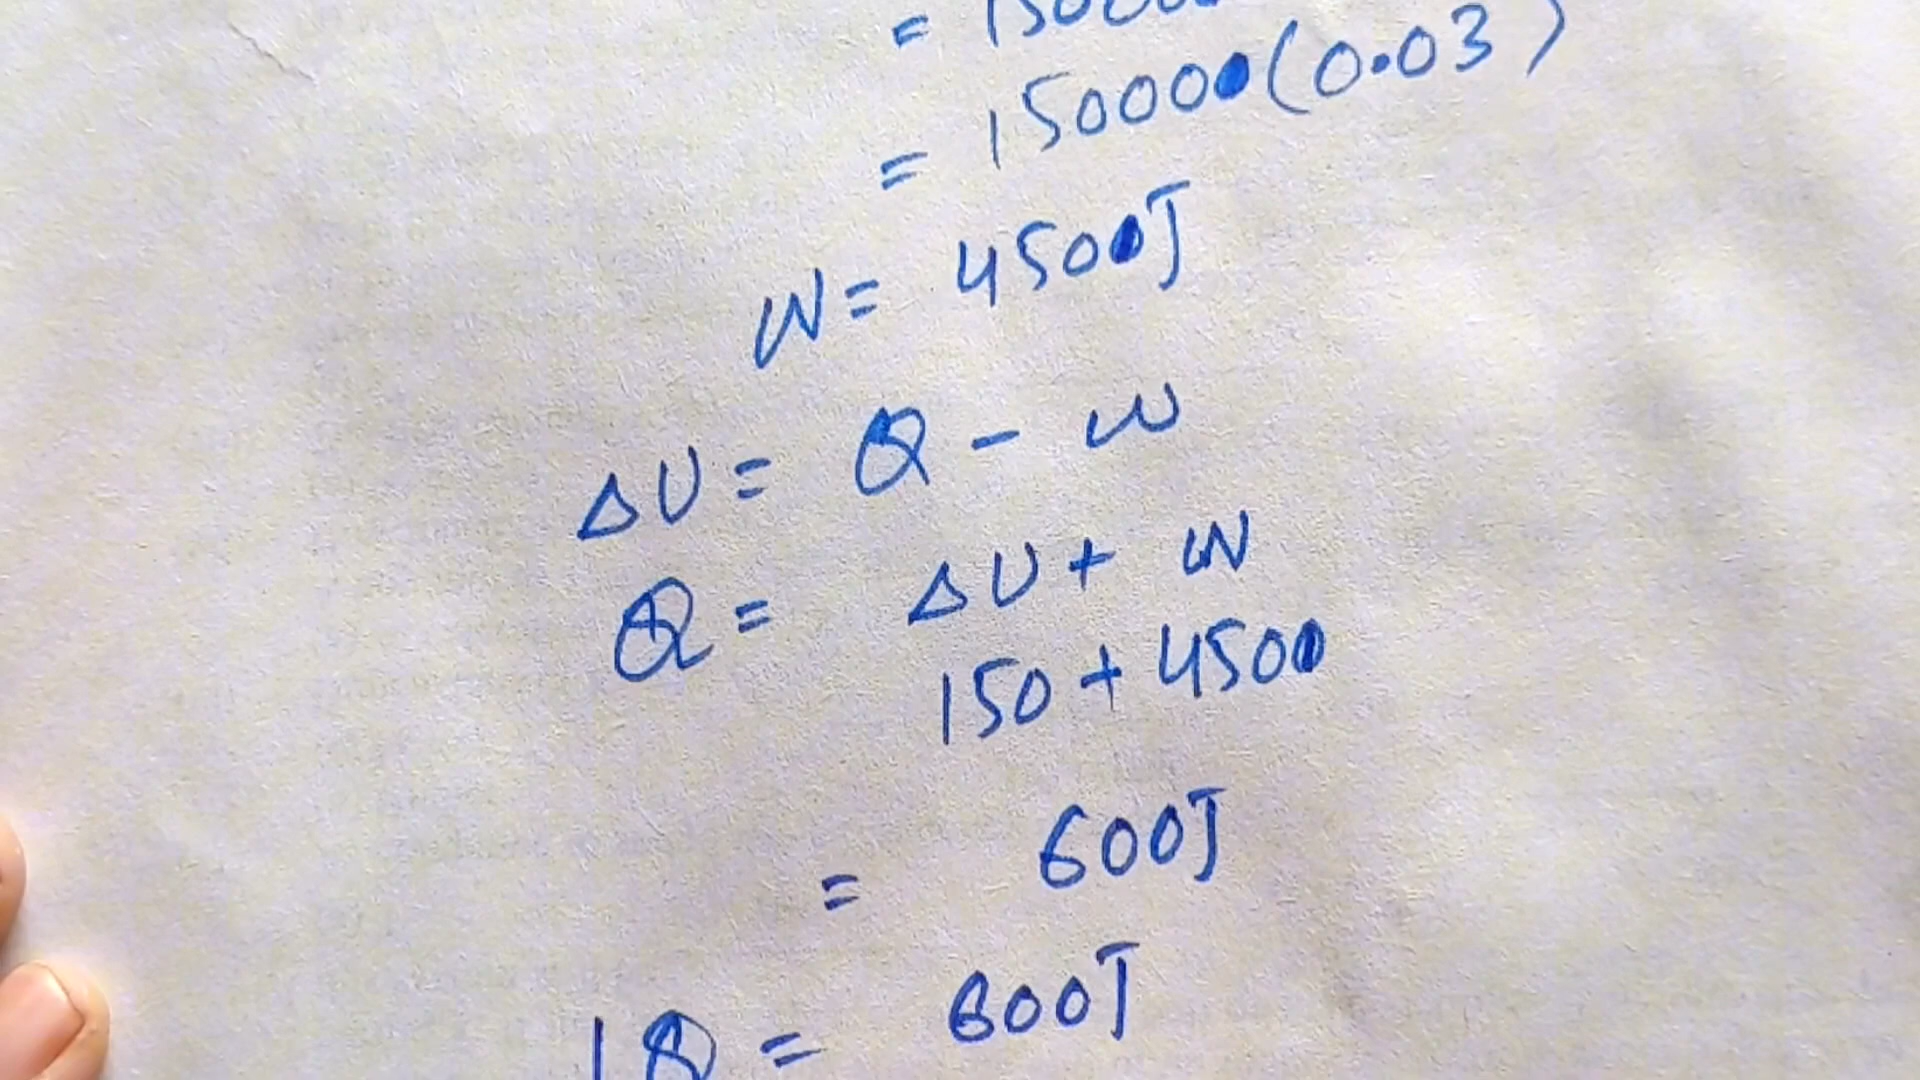 = 150000(0.03)
W = 4500J
ΔU = Q - W
Q = ΔU + W
150 + 4500
= 600J
Q = 600J